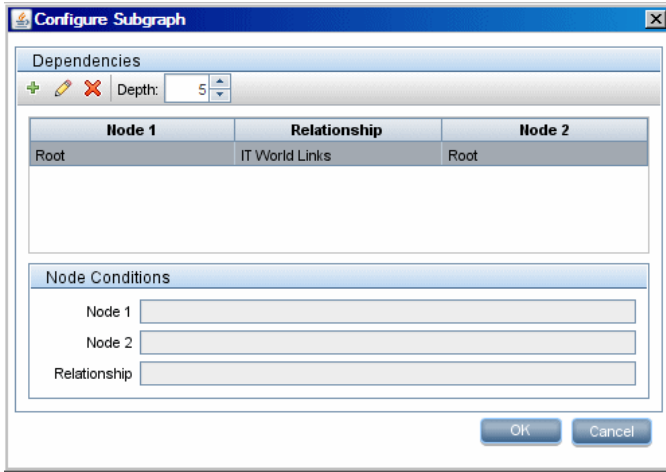 Configure Subgraph
Dependencies
Depth: 5
Node 1 Relationship Node 2
Root IT World Links Root
Node Conditions
Node 1
Node 2
Relationship
OK Cancel